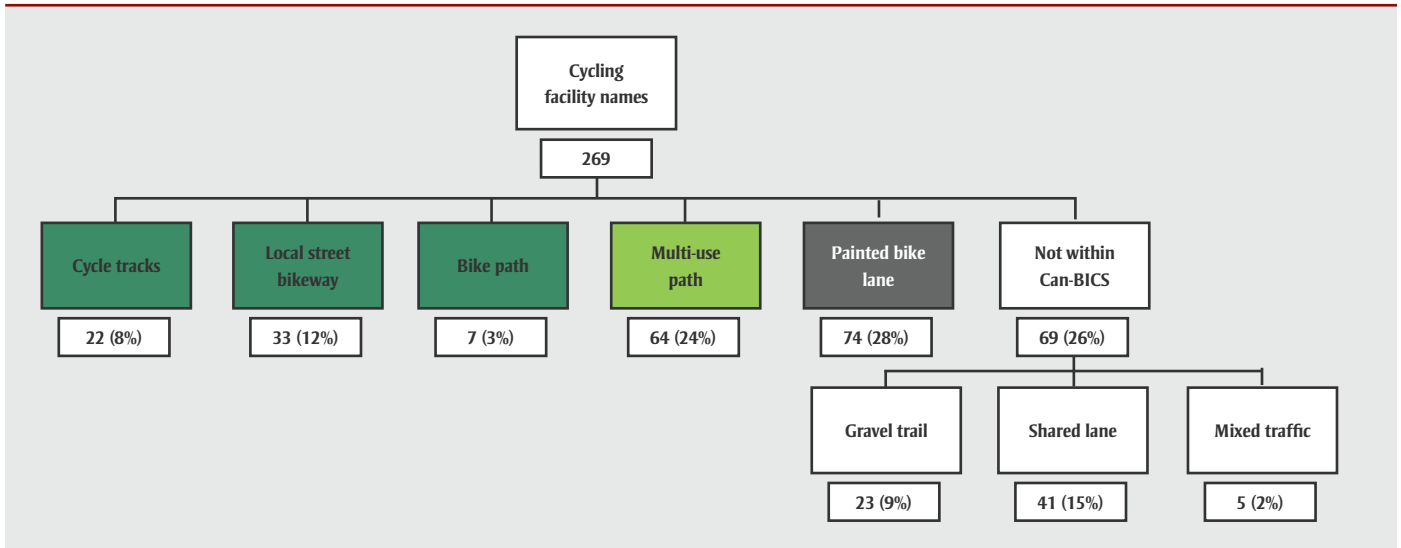 Cycling
facility names
269
Cycle tracks
Local street
bikeway
Bike path
Multi-use
path
Painted bike
lane
Not within
Can-BICS
22 (8%)
33 (12%)
7 (3%)
64 (24%)
74 (28%)
69 (26%)
Gravel trail
Shared lane
Mixed traffic
23 (9%)
41 (15%)
5 (2%)